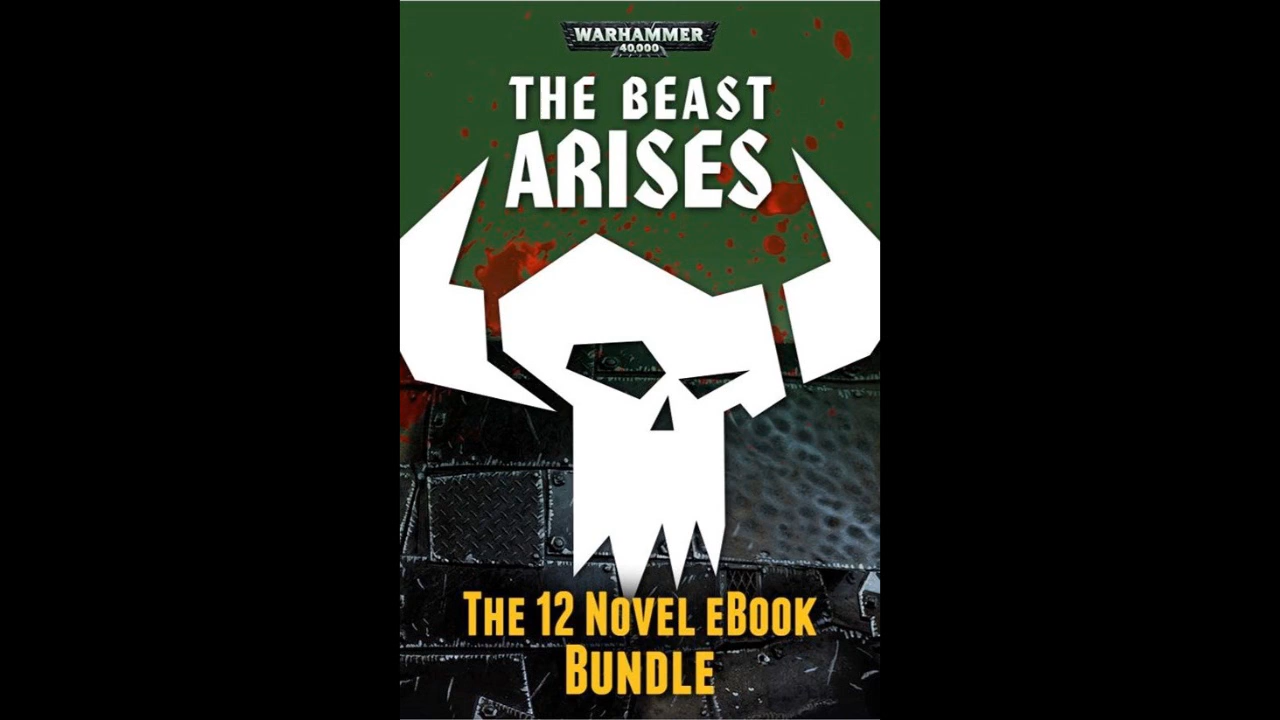 WARHAMMER
40,000
THE BEAST
ARISES
THE 12 NOVEL EBOOK
BUNDLE